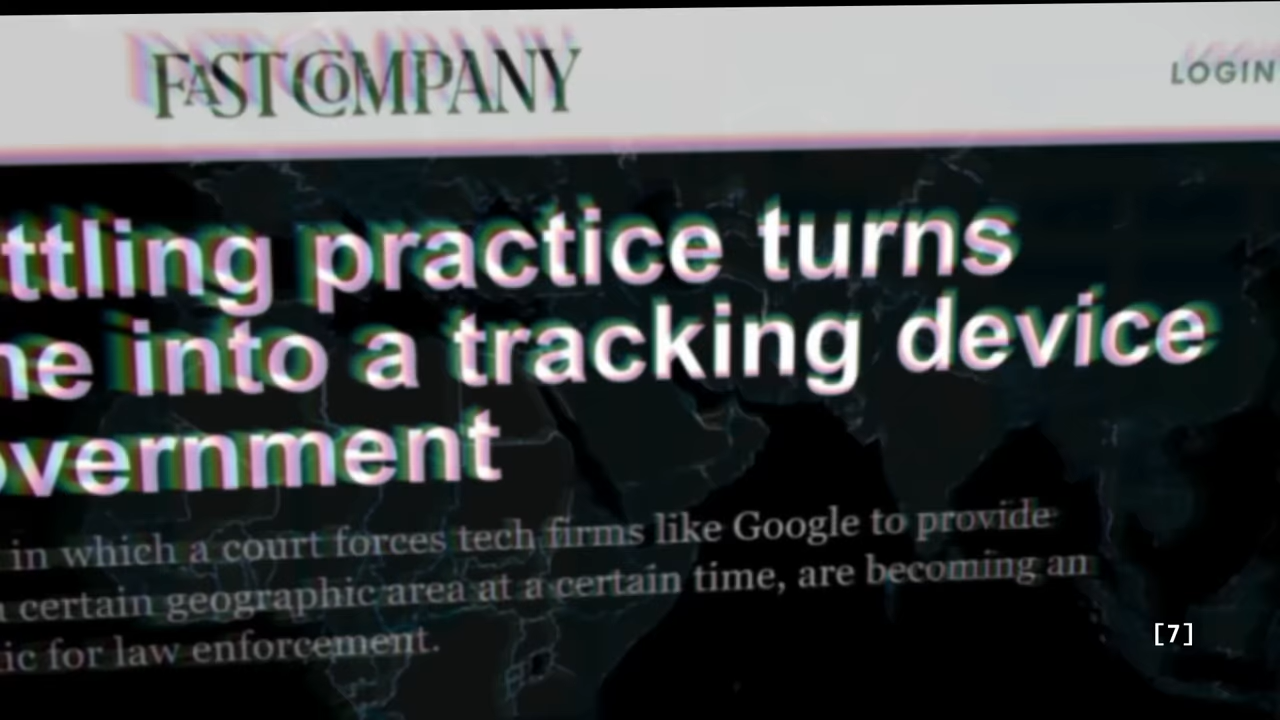 FAST COMPANY
LOGIN
ttling practice turns
ne into a tracking device
overnment
in which a court forces tech firms like Google to provide
certain geographic area at a certain time, are becoming an
ic for law enforcement.
[7]